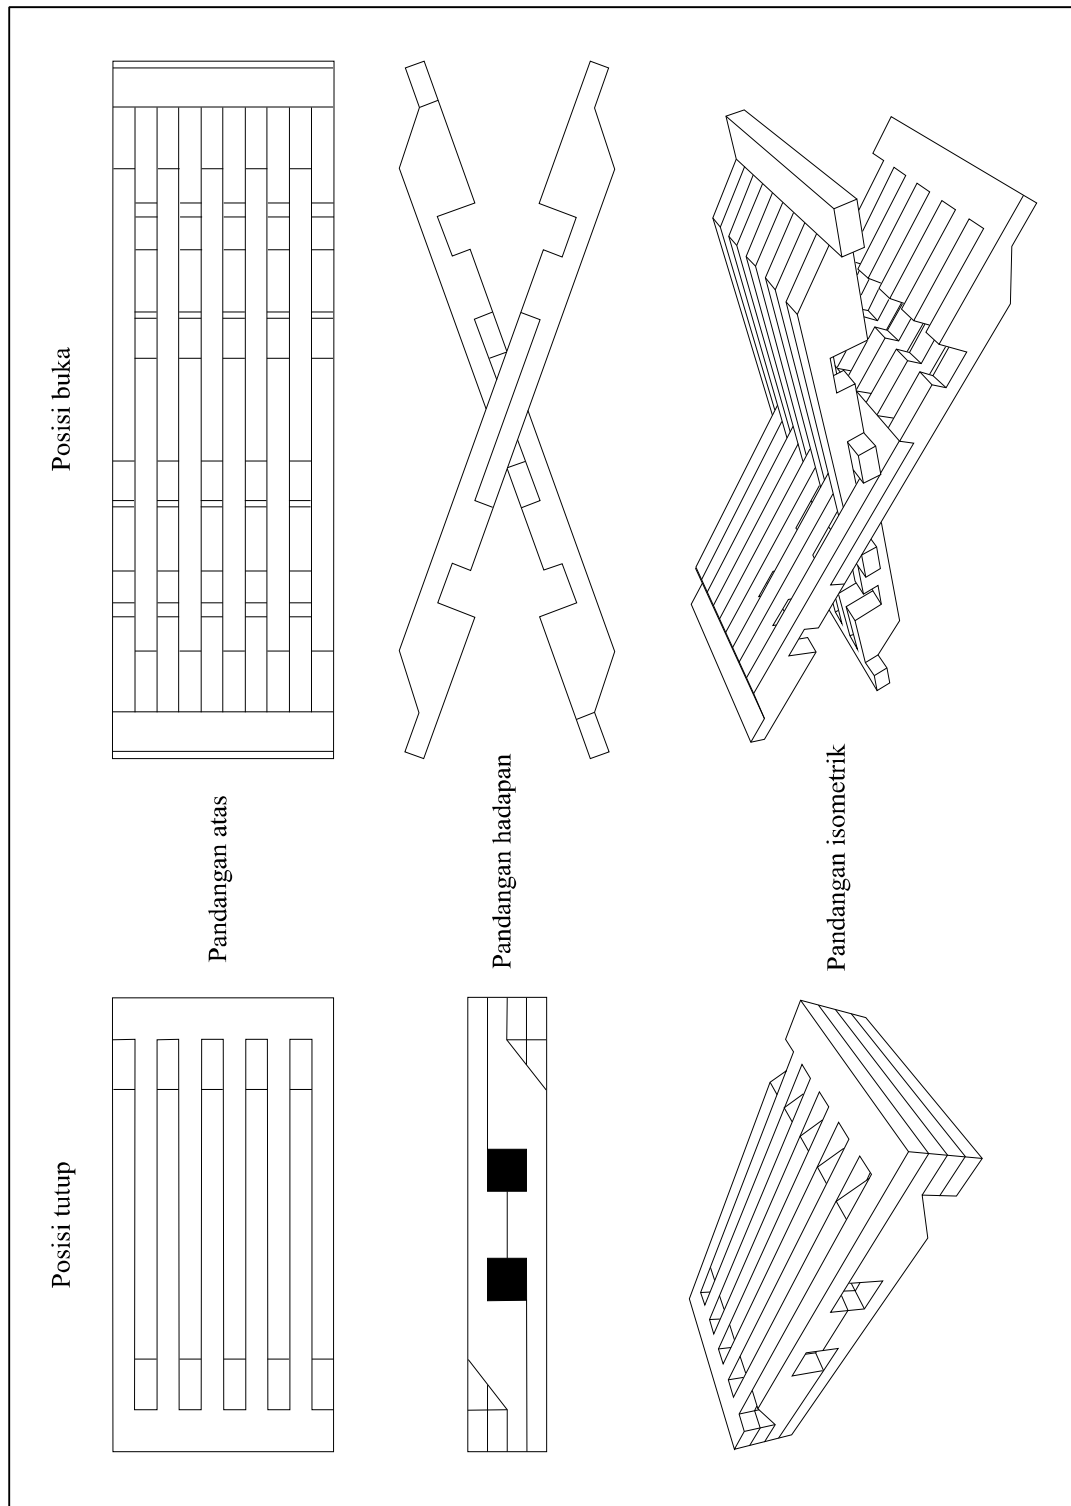 Posisi tutup
Posisi buka
Pandangan atas
Pandangan hadapan
Pandangan isometrik